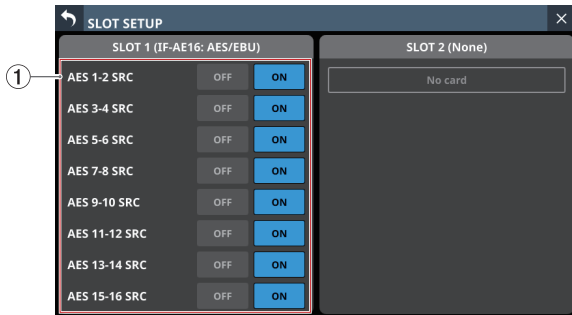 SLOT SETUP
SLOT 1 (IF-AE16: AES/EBU)
SLOT 2 (None)
1
AES 1-2 SRC OFF ON
No card
AES 3-4 SRC OFF ON
AES 5-6 SRC OFF ON
AES 7-8 SRC OFF ON
AES 9-10 SRC OFF ON
AES 11-12 SRC OFF ON
AES 13-14 SRC OFF ON
AES 15-16 SRC OFF ON